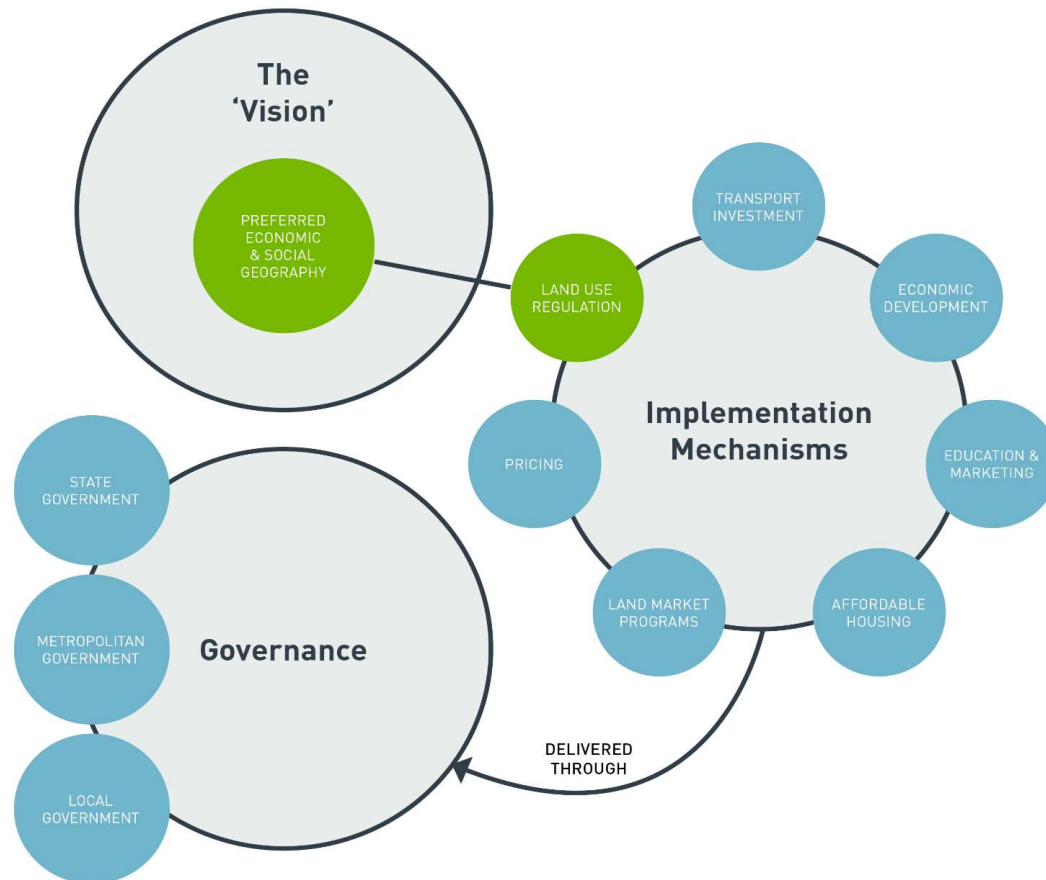 The
‘Vision’
PREFERRED
ECONOMIC
& SOCIAL
GEOGRAPHY
LAND USE
REGULATION
TRANSPORT
INVESTMENT
ECONOMIC
DEVELOPMENT
Implementation
Mechanisms
PRICING
EDUCATION &
MARKETING
LAND MARKET
PROGRAMS
AFFORDABLE
HOUSING
DELIVERED
THROUGH
Governance
STATE
GOVERNMENT
METROPOLITAN
GOVERNMENT
LOCAL
GOVERNMENT